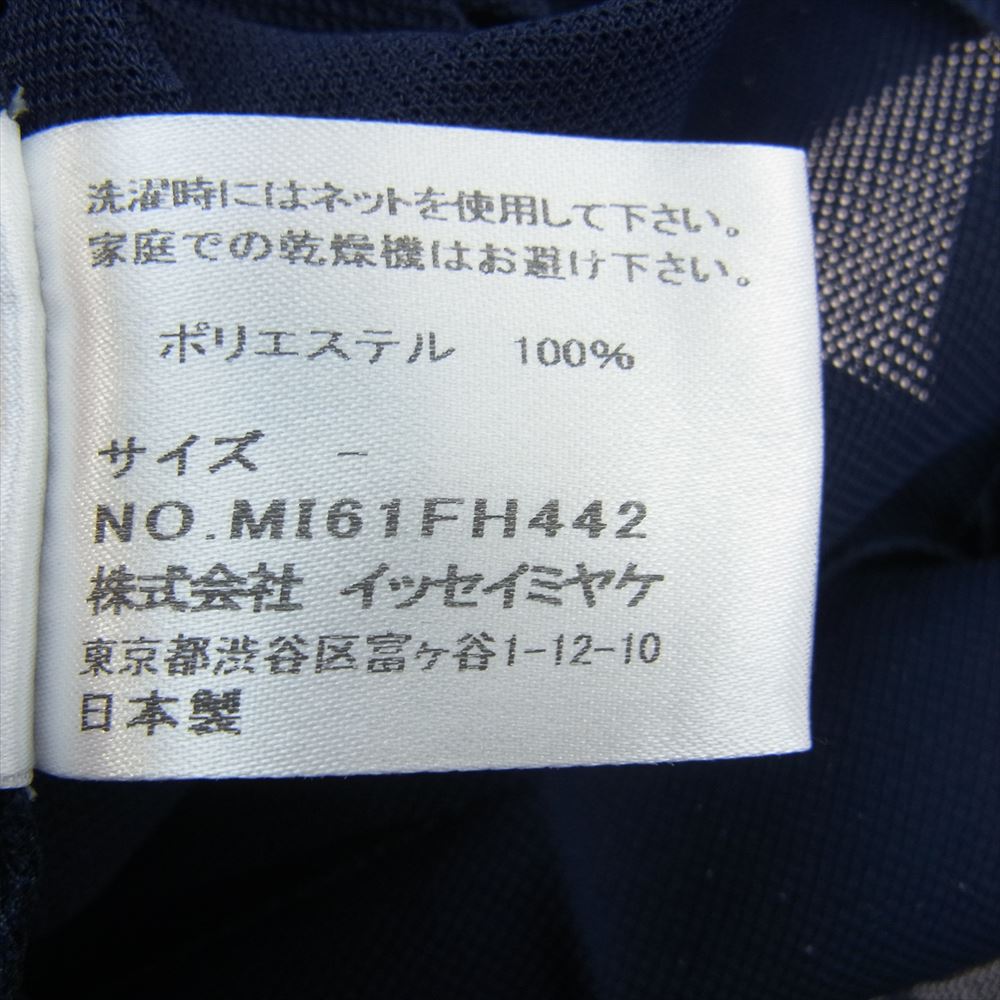 洗濯時にはネットを使用して下さい。
家庭での乾燥機はお避け下さい。
ポリエステル 100%
サイズ -
NO.MI61FH442
株式会社 イッセイミヤケ
東京都渋谷区富ヶ谷1-12-10
日本製